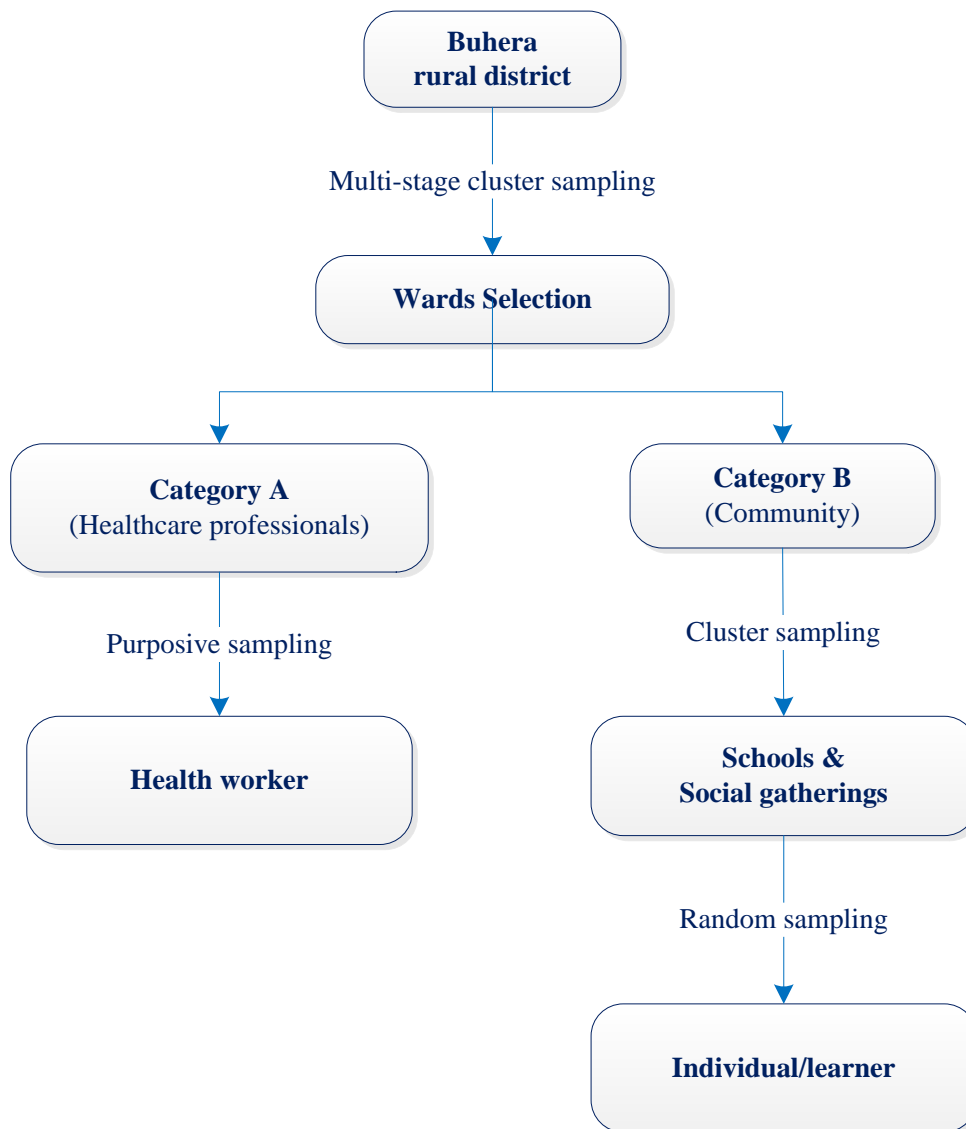 Buhera
rural district
Multi-stage cluster sampling
Wards Selection
Category A
(Healthcare professionals)
Category B
(Community)
Purposive sampling
Cluster sampling
Health worker
Schools &
Social gatherings
Random sampling
Individual/learner